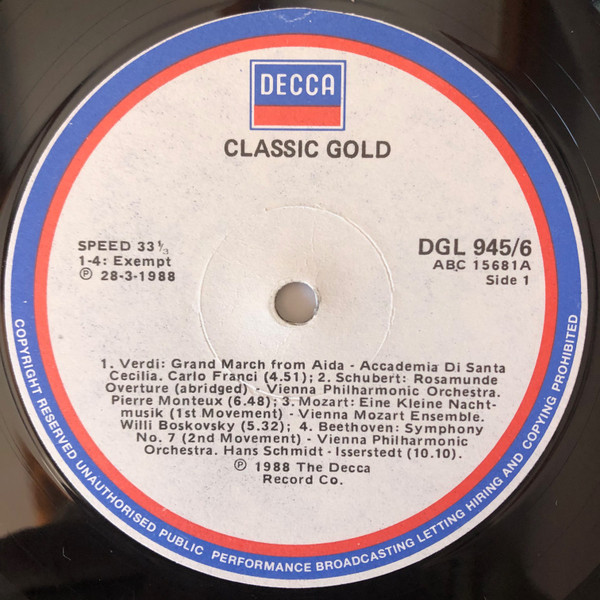 DECCA
CLASSIC GOLD
SPEED 33⅓
1-4: Exempt
℗ 28-3-1988
DGL 945/6
ABC 15681A
Side 1
1. Verdi: Grand March from Aida - Accademia Di Santa
Cecilia. Carlo Franci (4.51); 2. Schubert: Rosamunde
Overture (abridged) - Vienna Philharmonic Orchestra.
Pierre Monteux (6.48); 3. Mozart: Eine Kleine Nacht-
musik (1st Movement) - Vienna Mozart Ensemble.
Willi Boskovsky (5.32); 4. Beethoven: Symphony
No. 7 (2nd Movement) - Vienna Philharmonic
Orchestra. Hans Schmidt - Isserstedt (10.10).
℗ 1988 The Decca
Record Co.
COPYRIGHT RESERVED UNAUTHORISED PUBLIC PERFORMANCE BROADCASTING LETTING HIRING AND COPYING PROHIBITED